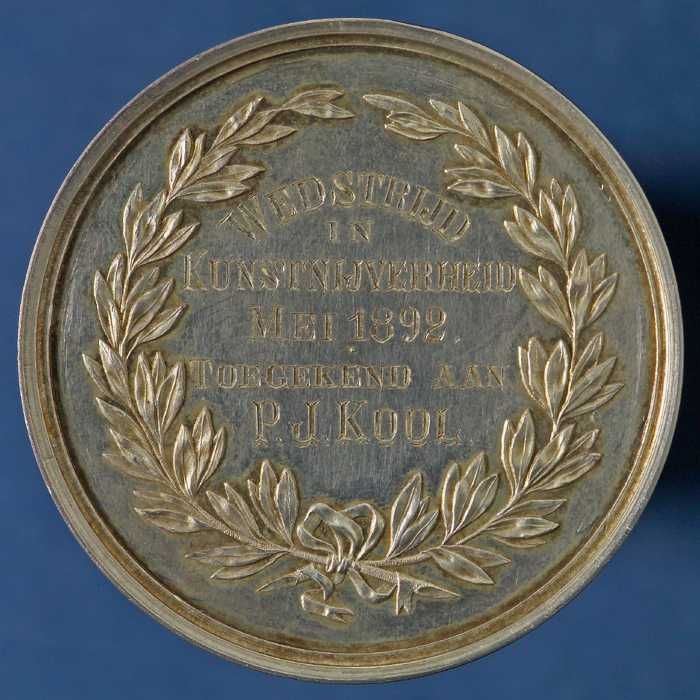 WEDSTRIJD
IN
KUNSTNIJVERHEID
MEI 1892.
TOEGEKEND AAN
P. J. KOOL.